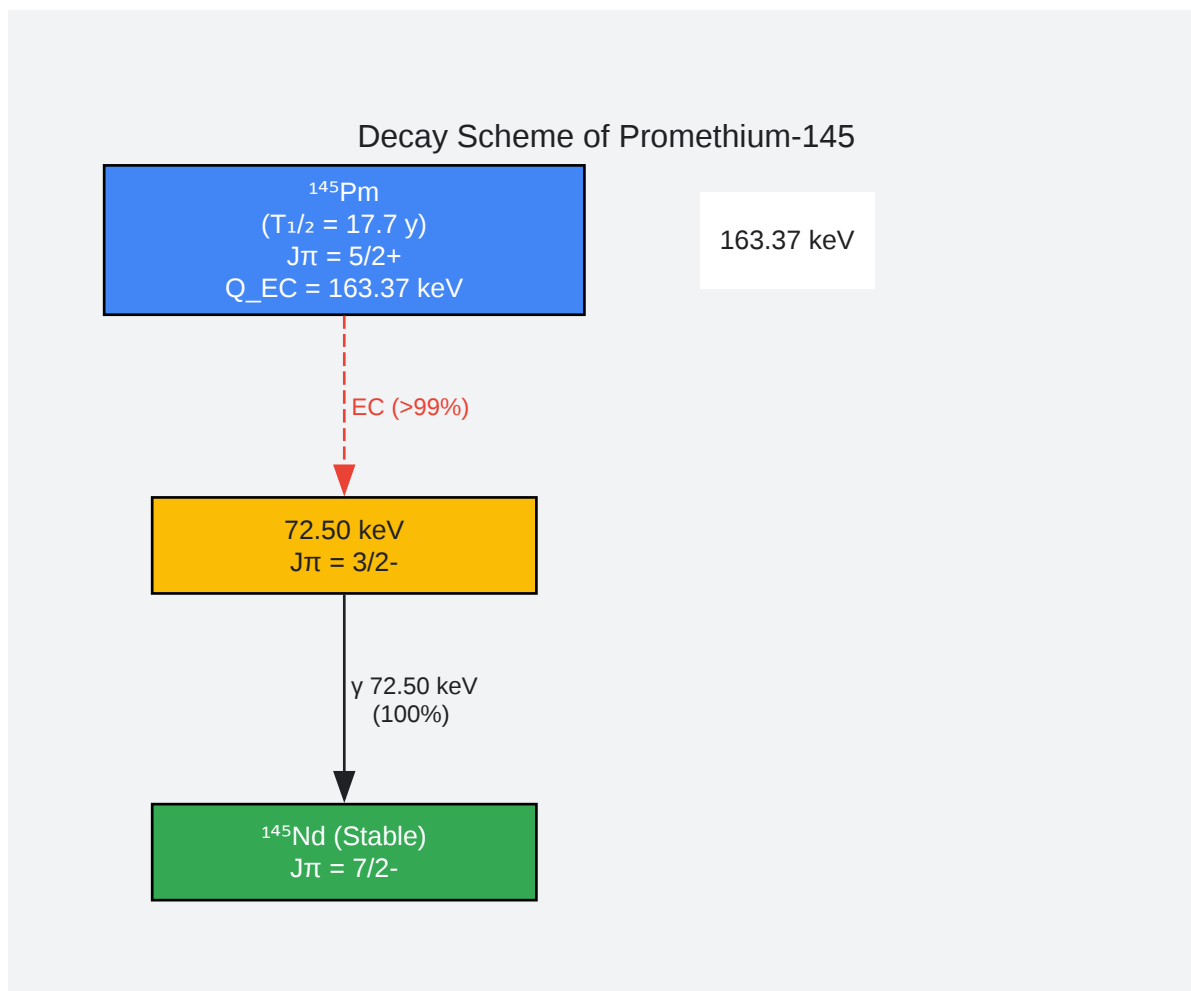 Decay Scheme of Promethium-145
¹⁴⁵Pm
(T₁/₂ = 17.7 y)
Jπ = 5/2+
Q_EC = 163.37 keV
163.37 keV
EC (>99%)
72.50 keV
Jπ = 3/2-
γ 72.50 keV
(100%)
¹⁴⁵Nd (Stable)
Jπ = 7/2-